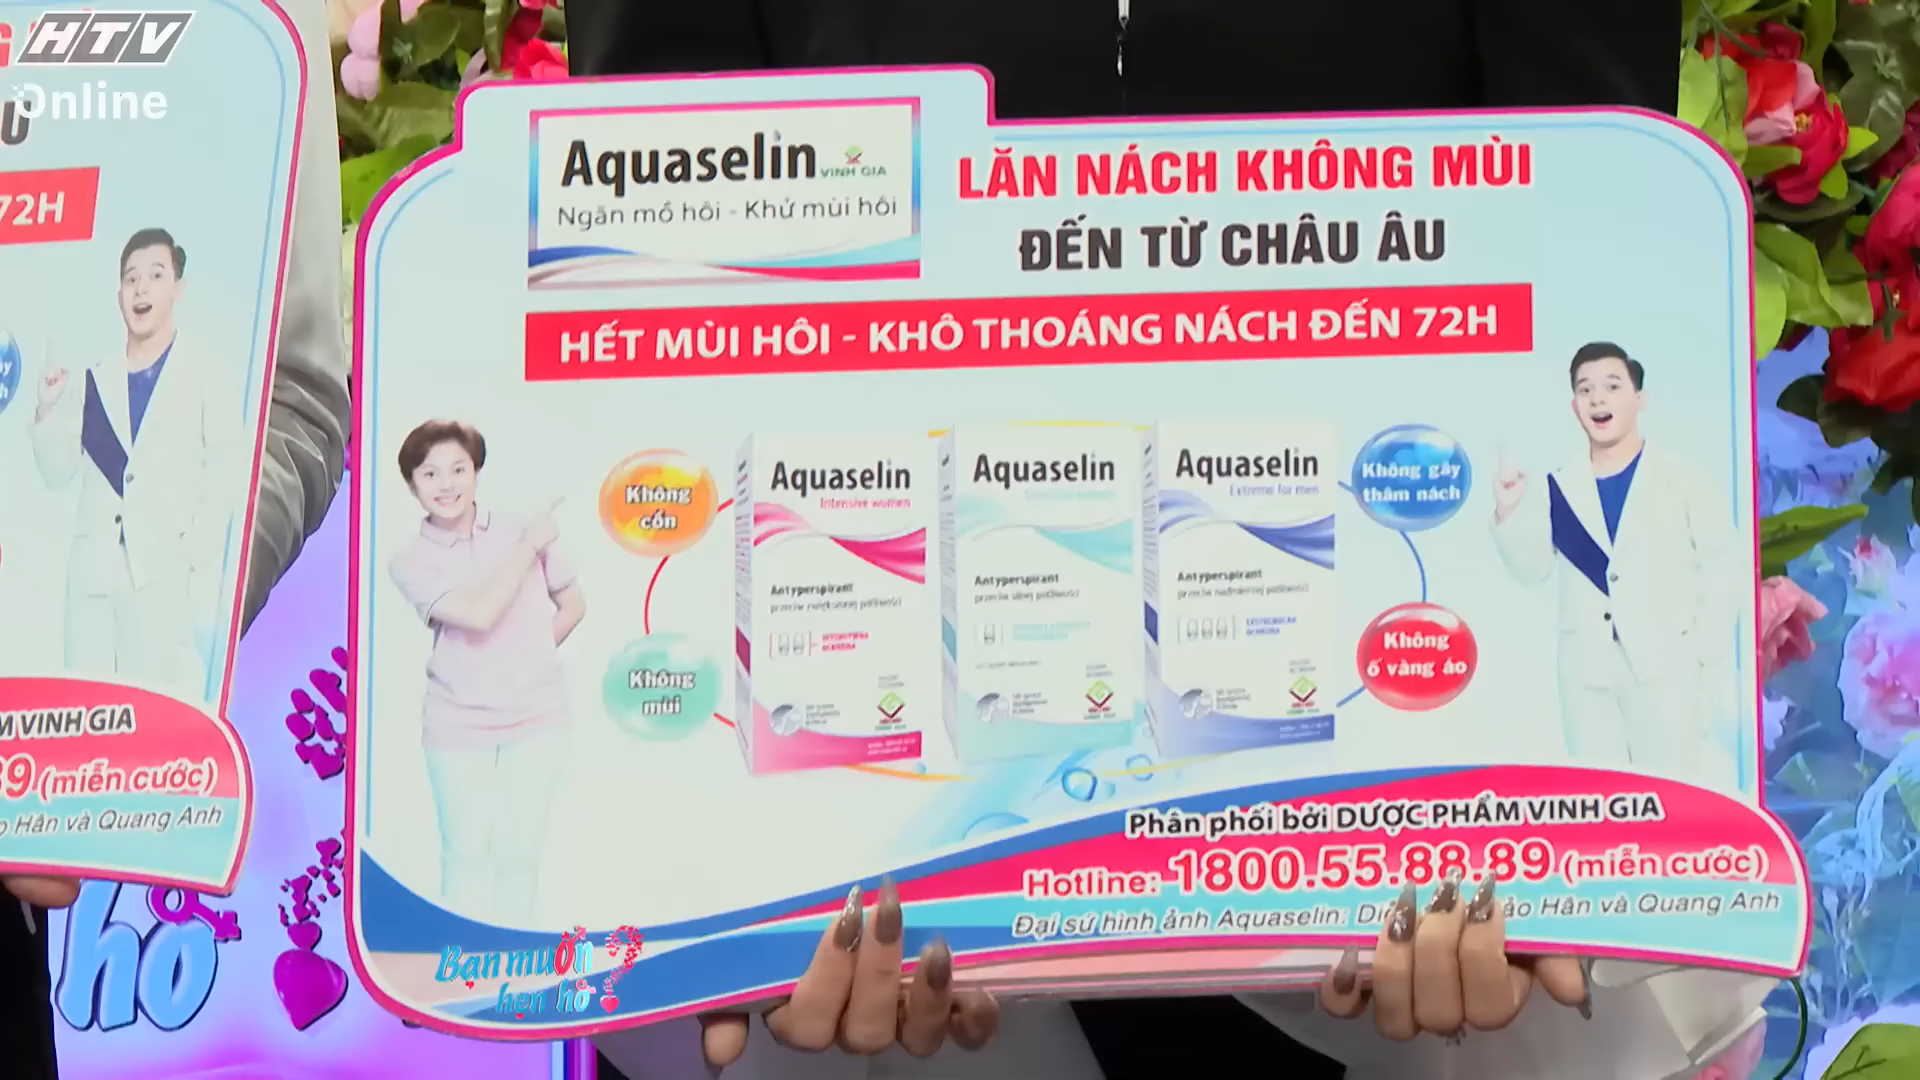 HTV
Online
Aquaselin
VINH GIA
Ngăn mồ hôi - Khử mùi hôi
LĂN NÁCH KHÔNG MÙI
ĐẾN TỪ CHÂU ÂU
HẾT MÙI HÔI - KHÔ THOÁNG NÁCH ĐẾN 72H
72H
Không
cồn
Không
mùi
Aquaselin
Intensive women
Antyperspirant
Aquaselin
Antyperspirant
Aquaselin
Extreme for men
Antyperspirant
Không gây
thâm nách
Không
ố vàng áo
Phân phối bởi DƯỢC PHẨM VINH GIA
Hotline: 1800.55.88.89 (miễn cước)
Đại sứ hình ảnh Aquaselin: ảo Hân và Quang Anh
VINH GIA
9 (miễn cước)
Hân và Quang Anh
Bạn muốn
hẹn hò
hò